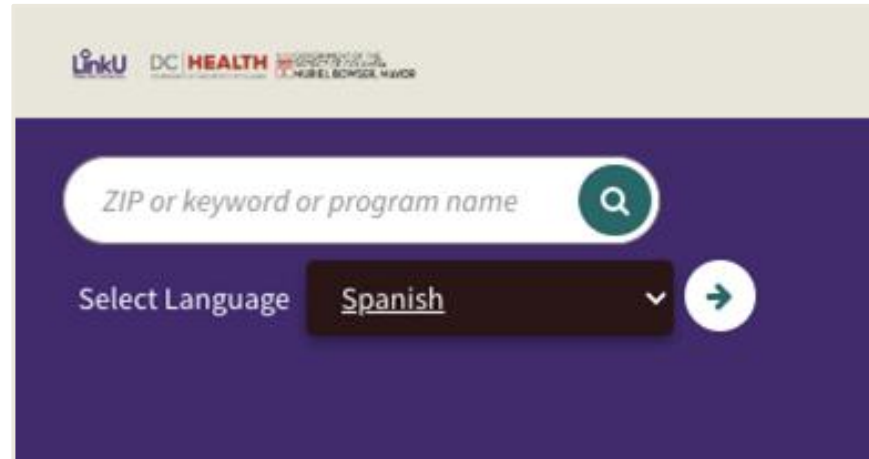 LinkU DC HEALTH
MURIEL BOWSER, MAYOR
ZIP or keyword or program name
Select Language Spanish